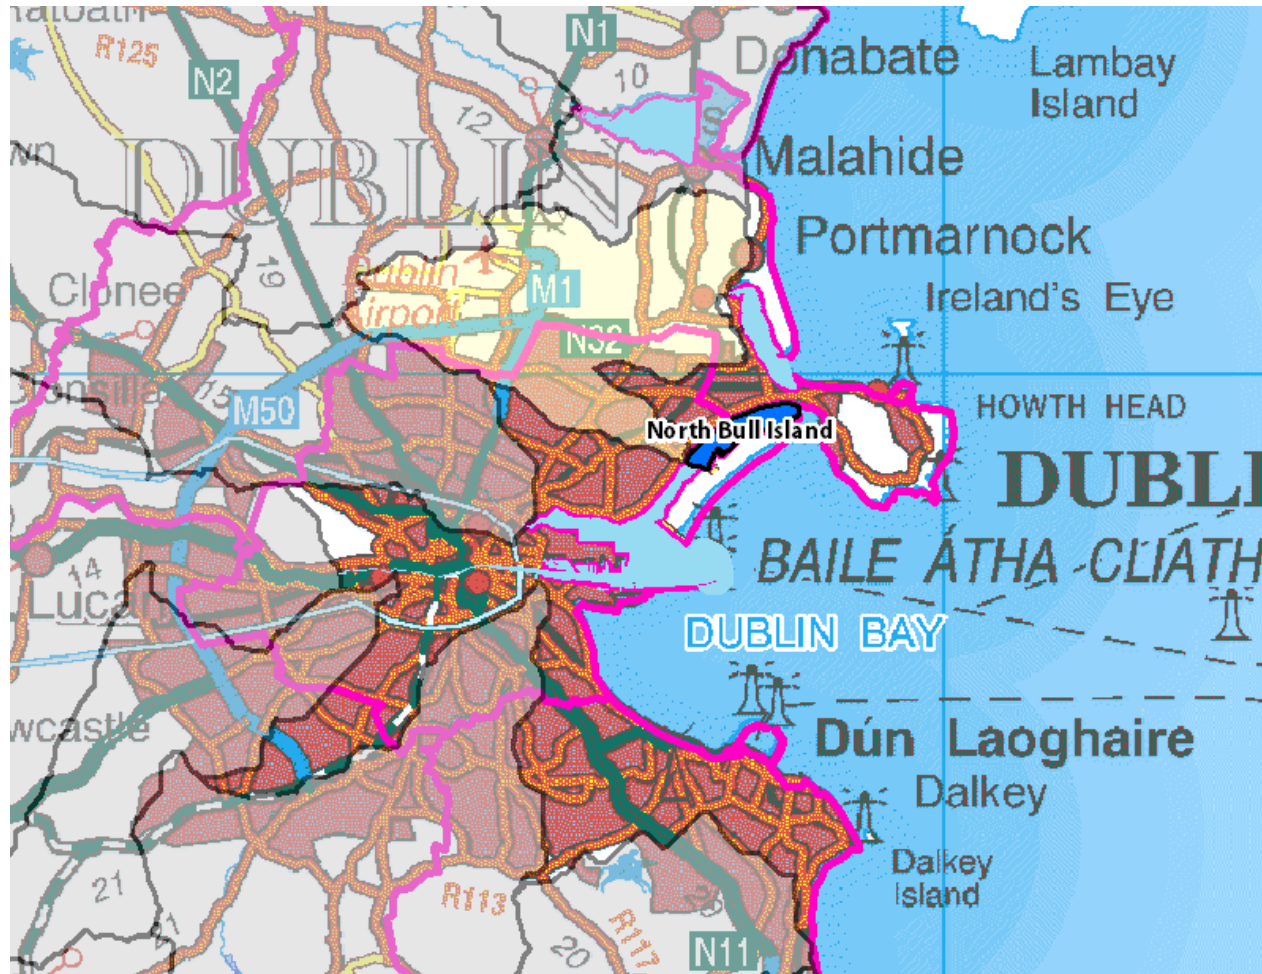 N1
R125
Donabate
Lambay
Island
N2
10
12
DUBLIN
Malahide
Portmarnock
Dublin
Airport
M1
19
Clonee
Ireland's Eye
N32
15
M50
HOWTH HEAD
North Bull Island
BAILE ÁTHA CLIATH
14
DUBLIN BAY
Dún Laoghaire
Dalkey
Dalkey
Island
21
R113
20
N11